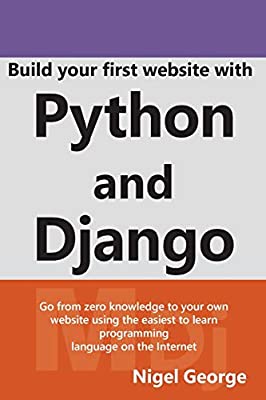 Build your first website with
Python
and
Django
Go from zero knowledge to your own
website using the easiest to learn
programming
language on the Internet
MDj
Nigel George